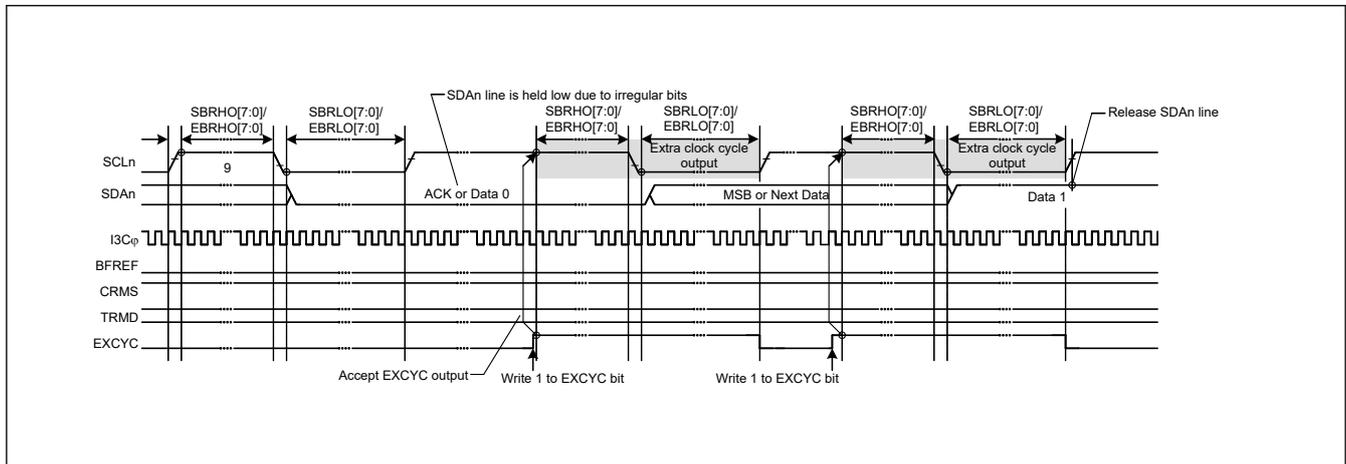 SDAn line is held low due to irregular bits
SBRHO[7:0]/
EBRHO[7:0]
SBRLO[7:0]/
EBRLO[7:0]
SBRHO[7:0]/
EBRHO[7:0]
SBRLO[7:0]/
EBRLO[7:0]
SBRHO[7:0]/
EBRHO[7:0]
SBRLO[7:0]/
EBRLO[7:0]
Release SDAn line
SCLn
9
Extra clock cycle
output
Extra clock cycle
output
SDAn
ACK or Data 0
MSB or Next Data
Data 1
I3Cφ
BFREF
CRMS
TRMD
EXCYC
Accept EXCYC output
Write 1 to EXCYC bit
Write 1 to EXCYC bit